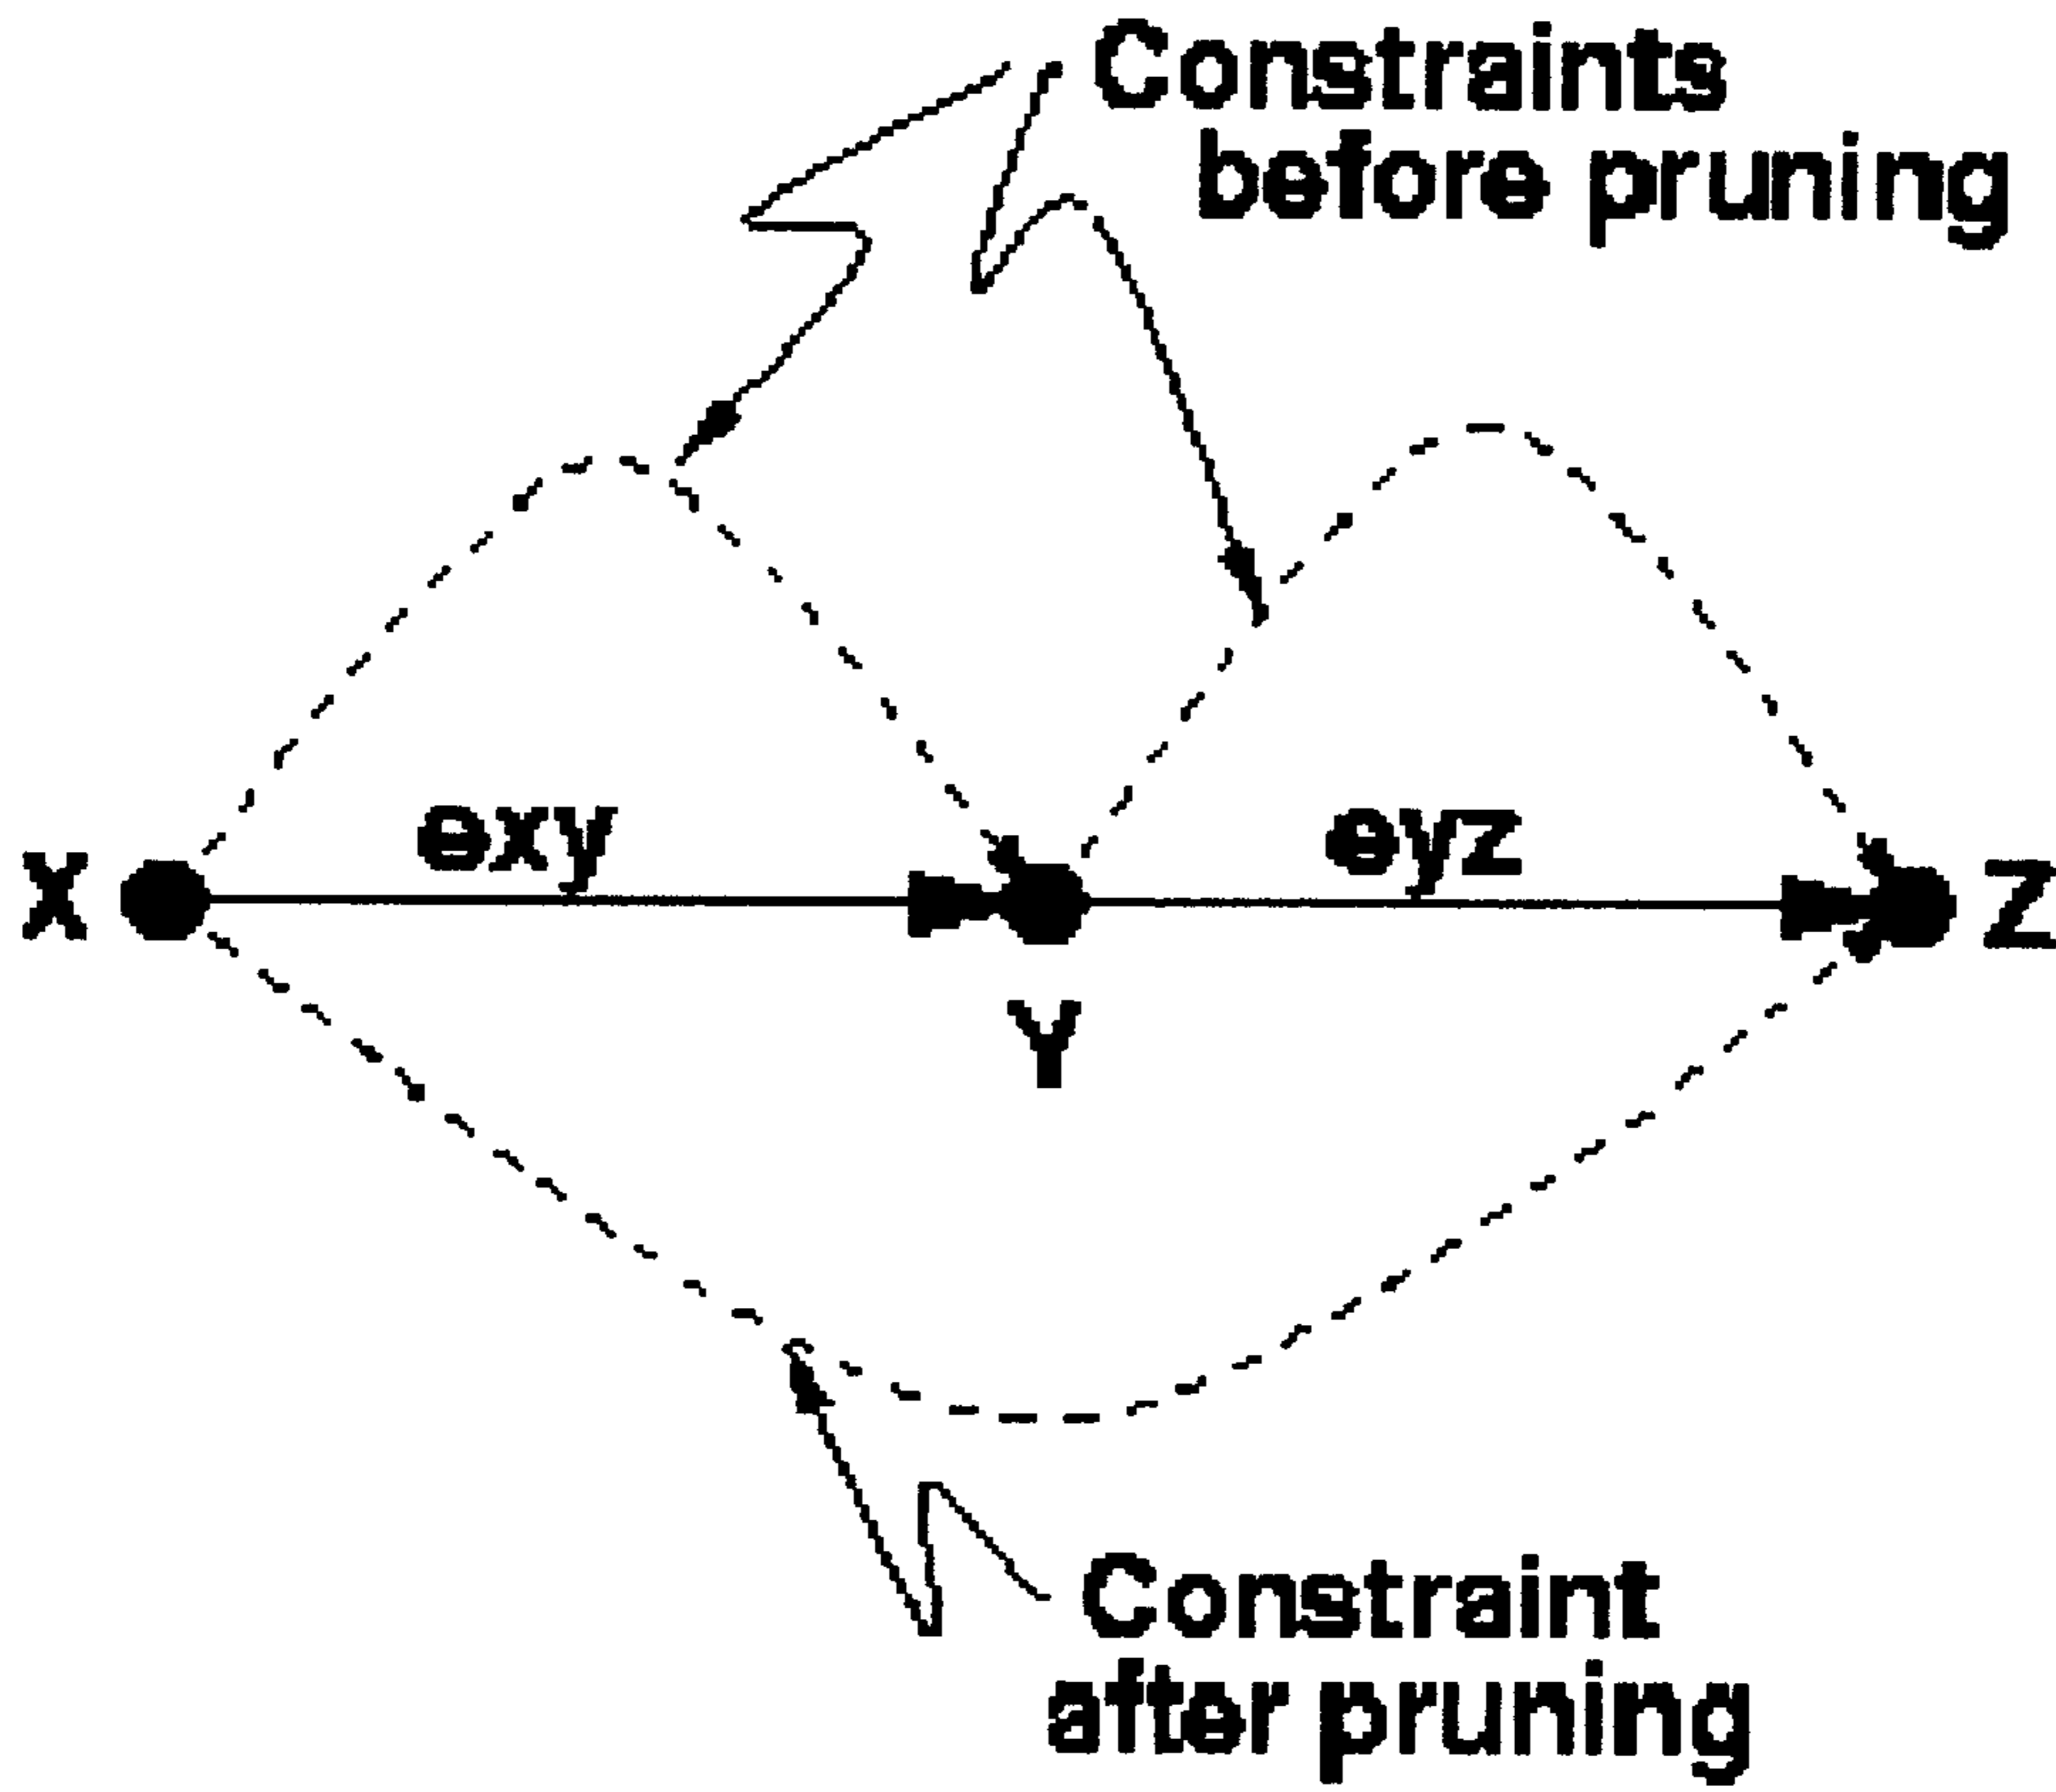 Constraints
before pruning
exy
eyz
X
Z
Y
Constraint
after pruning